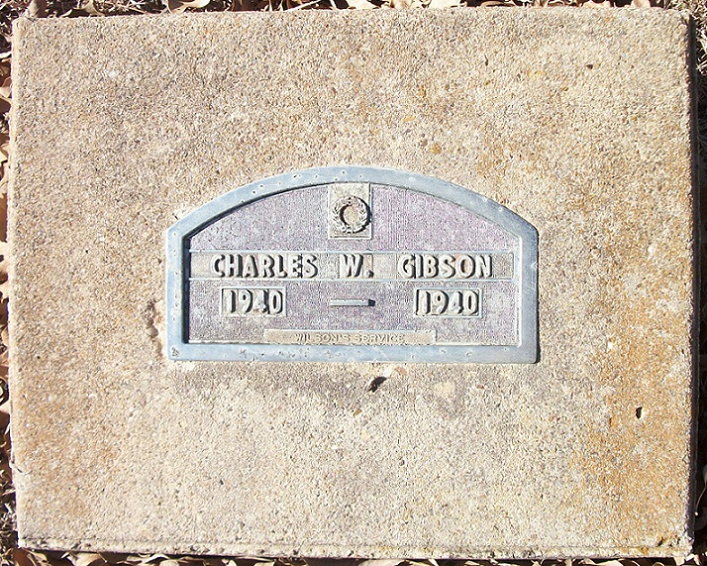 CHARLES W. GIBSON
1940 — 1940
WILSON'S SERVICE